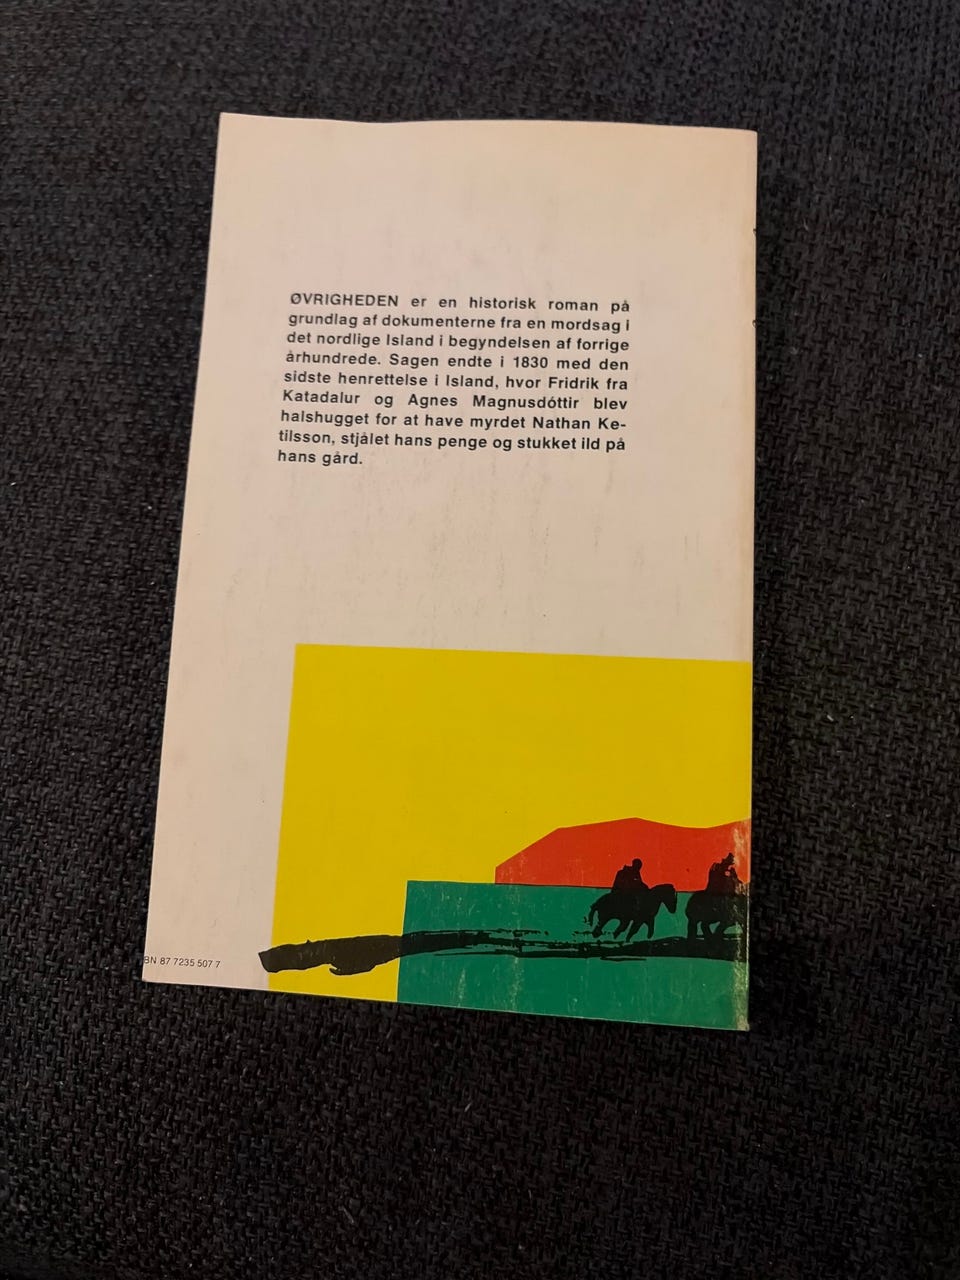 ØVRIGHEDEN er en historisk roman på
grundlag af dokumenterne fra en mordsag i
det nordlige Island i begyndelsen af forrige
århundrede. Sagen endte i 1830 med den
sidste henrettelse i Island, hvor Fridrik fra
Katadalur og Agnes Magnusdóttir blev
halshugget for at have myrdet Nathan Ke-
tilsson, stjålet hans penge og stukket ild på
hans gård.
BN 87 7235 507 7